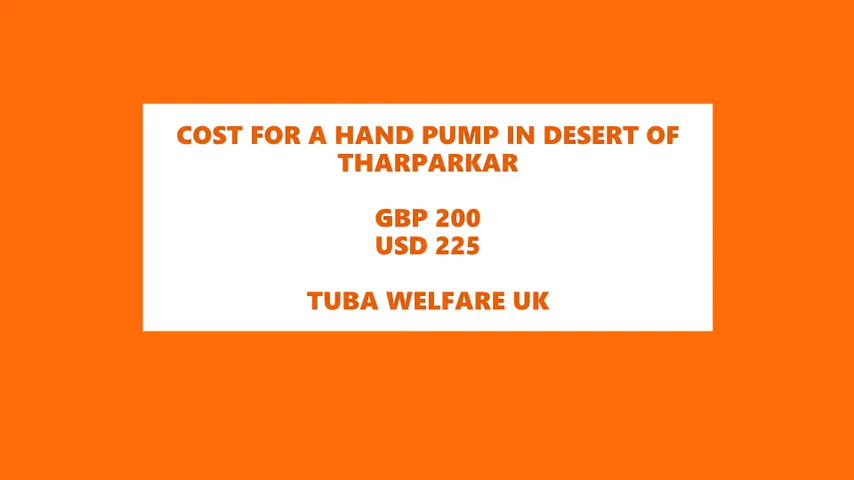 COST FOR A HAND PUMP IN DESERT OF
THARPARKAR
GBP 200
USD 225
TUBA WELFARE UK